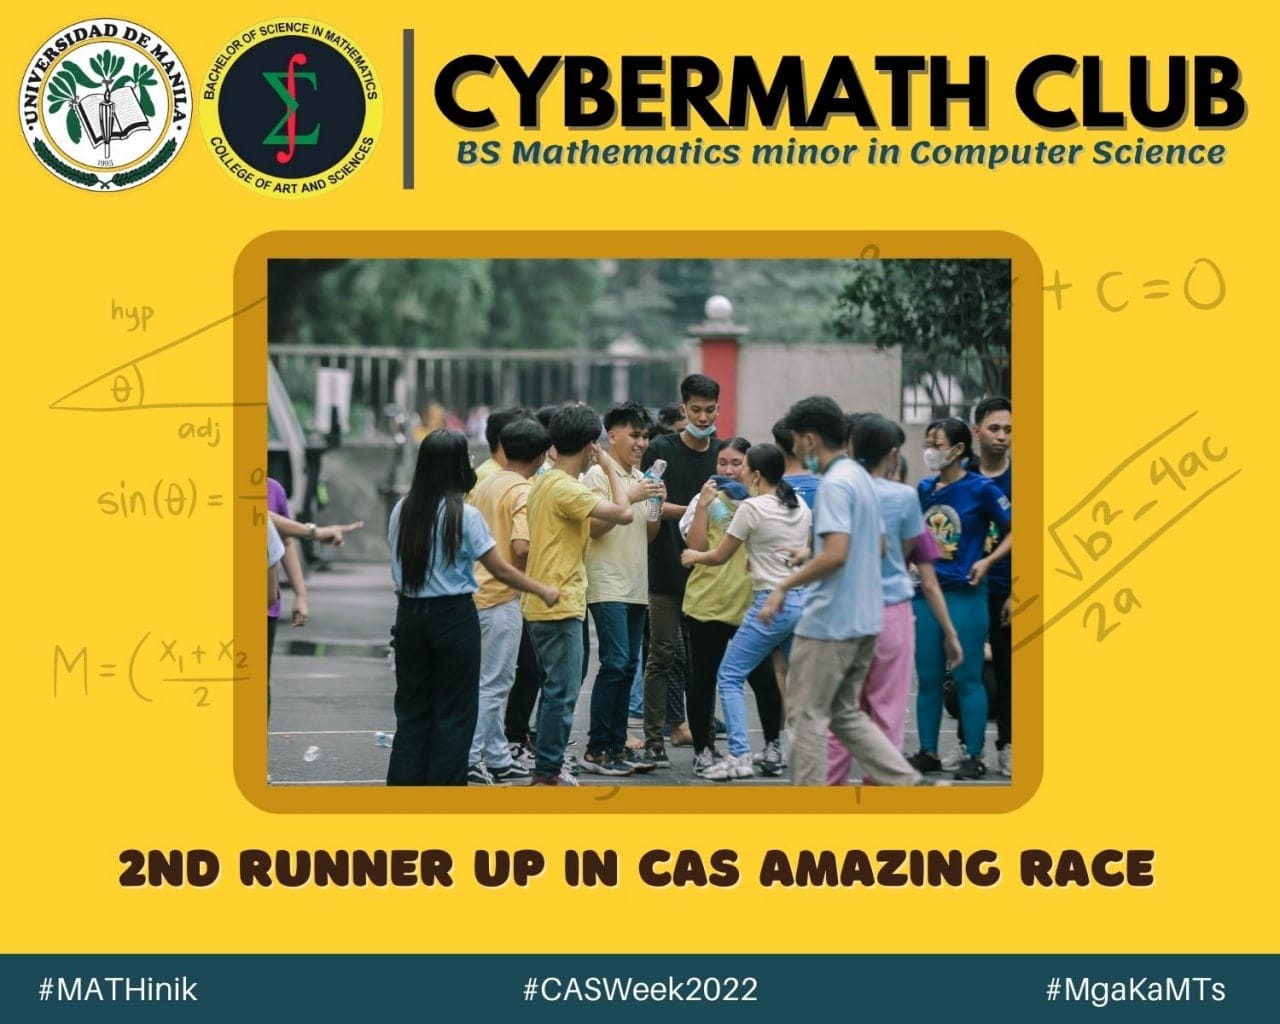 UNIVERSIDAD DE MANILA
1995
BACHELOR OF SCIENCE IN MATHEMATICS
COLLEGE OF ART AND SCIENCES
CYBERMATH CLUB
BS Mathematics minor in Computer Science
+ C = 0
hyp
θ
adj
sin(θ) = o
h
√b² - 4ac
2a
M = ( x₁ + x₂
2
2ND RUNNER UP IN CAS AMAZING RACE
#MATHinik
#CASWeek2022
#MgaKaMTs